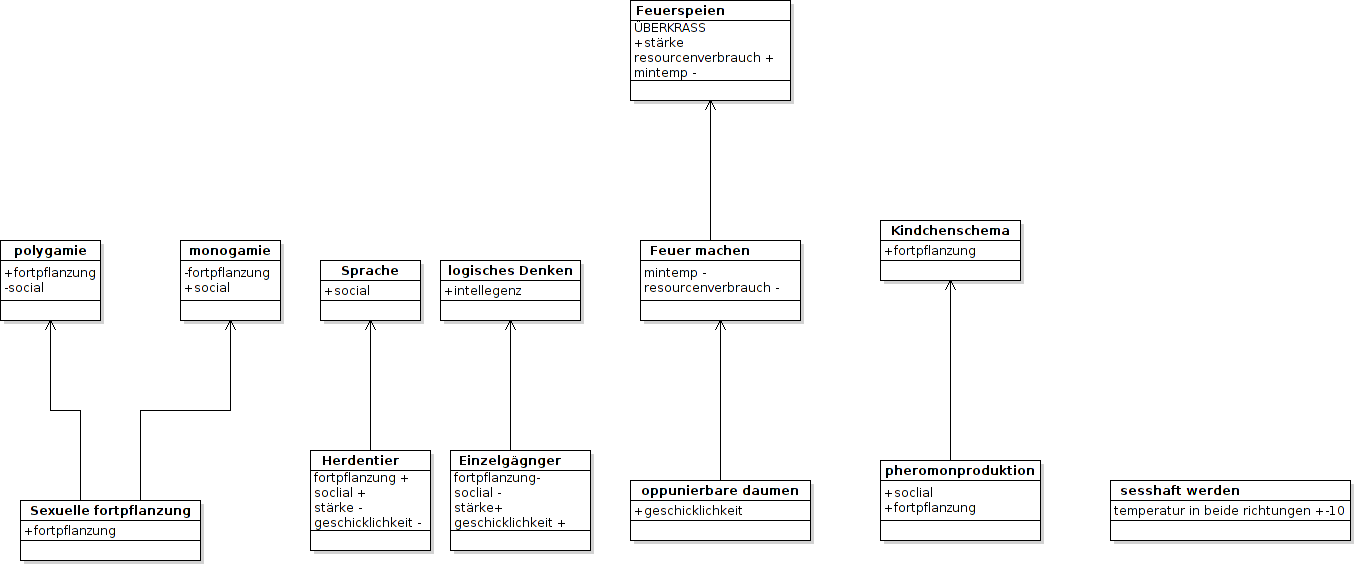 Feuerspeien
ÜBERKRASS
+stärke
resourcenverbrauch +
mintemp -
polygamie
+fortpflanzung
-social
monogamie
-fortpflanzung
+social
Sprache
+social
logisches Denken
+intellegenz
Feuer machen
mintemp -
resourcenverbrauch -
Kindchenschema
+fortpflanzung
Sexuelle fortpflanzung
+fortpflanzung
Herdentier
fortpflanzung +
soclial +
stärke -
geschicklichkeit -
Einzelgägnger
fortpflanzung-
soclial -
stärke+
geschicklichkeit +
oppunierbare daumen
+geschicklichkeit
pheromonproduktion
+soclial
+fortpflanzung
sesshaft werden
temperatur in beide richtungen +-10